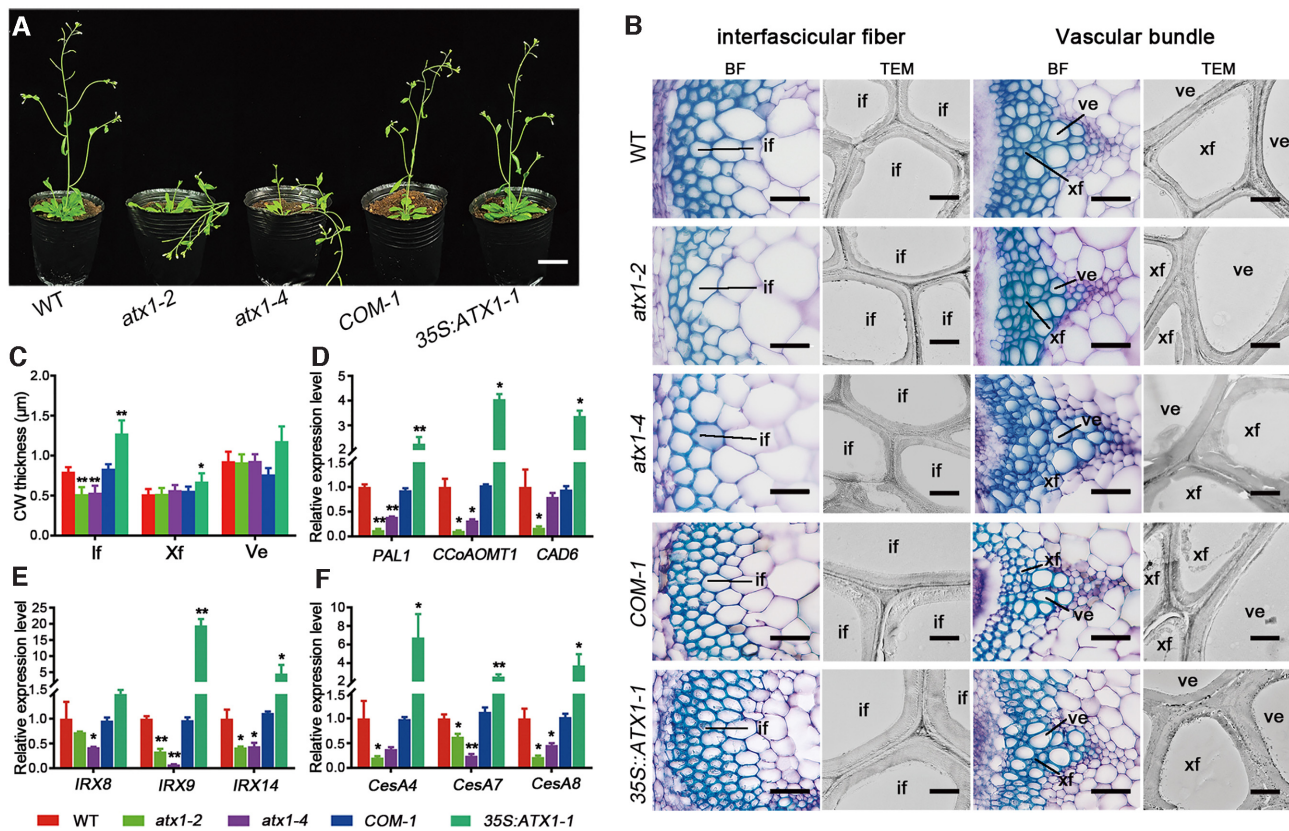 A
WT
atx1-2
atx1-4
COM-1
35S:ATX1-1
B
interfascicular fiber Vascular bundle
BF TEM BF TEM
WT
if
if if
if
ve
xf
ve
xf
ve
atx1-2
if
if
if if
ve
xf
xf
ve
xf
atx1-4
if
if
if
if
ve
xf
ve
xf
xf
COM-1
if
if
if if
xf
ve
xf
xf
ve
35S::ATX1-1
if
if
if
ve
xf
ve
ve
xf
C
CW thickness (μm)
2.0
1.5
1.0
0.5
0.0
** ** ** *
If Xf Ve
D
Relative expression level
5
4
3
2
1.5
1.0
0.5
0.0
** ** ** * * * * *
PAL1 CCoAOMT1 CAD6
E
Relative expression level
25
20
15
10
5
1.5
1.0
0.5
0.0
* ** ** ** * * *
IRX8 IRX9 IRX14
F
Relative expression level
10
8
6
4
2
1.5
1.0
0.5
0.0
* * * ** ** * * *
CesA4 CesA7 CesA8
WT atx1-2 atx1-4 COM-1 35S:ATX1-1